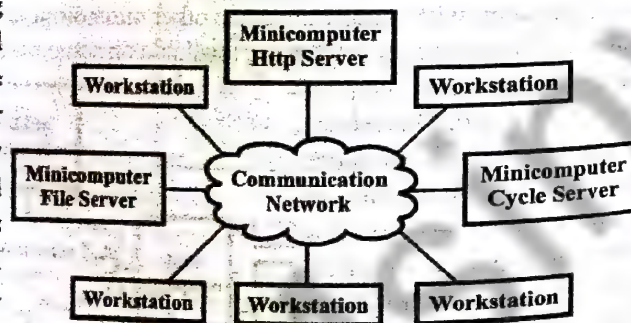 Minicomputer
Http Server
Workstation
Workstation
Minicomputer
File Server
Communication
Network
Minicomputer
Cycle Server
Workstation
Workstation
Workstation